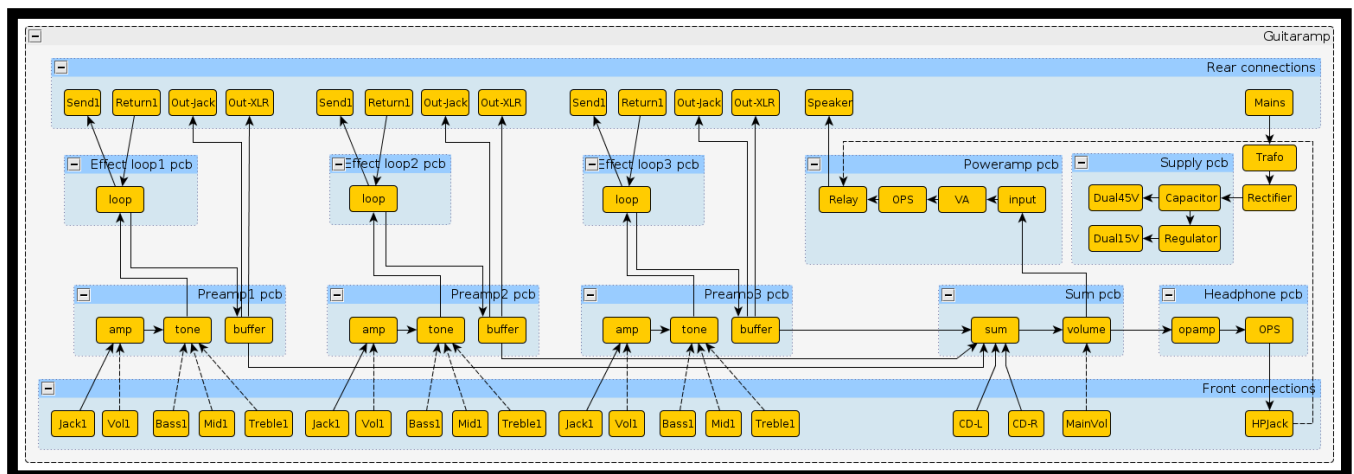 Guitaramp
Rear connections
Send1 Return1 Out-Jack Out-XLR Send1 Return1 Out-Jack Out-XLR Send1 Return1 Out-Jack Out-XLR Speaker Mains
Effect loop1 pcb Effect loop2 pcb Effect loop3 pcb Poweramp pcb Supply pcb Trafo
loop loop loop Relay OPS VA input Dual45V Capacitor Rectifier
Dual15V Regulator
Preamp1 pcb Preamp2 pcb Preamp3 pcb Sum pcb Headphone pcb
amp tone buffer amp tone buffer amp tone buffer sum volume opamp OPS
Front connections
Jack1 Vol1 Bass1 Mid1 Treble1 Jack1 Vol1 Bass1 Mid1 Treble1 Jack1 Vol1 Bass1 Mid1 Treble1 CD-L CD-R MainVol HPJack